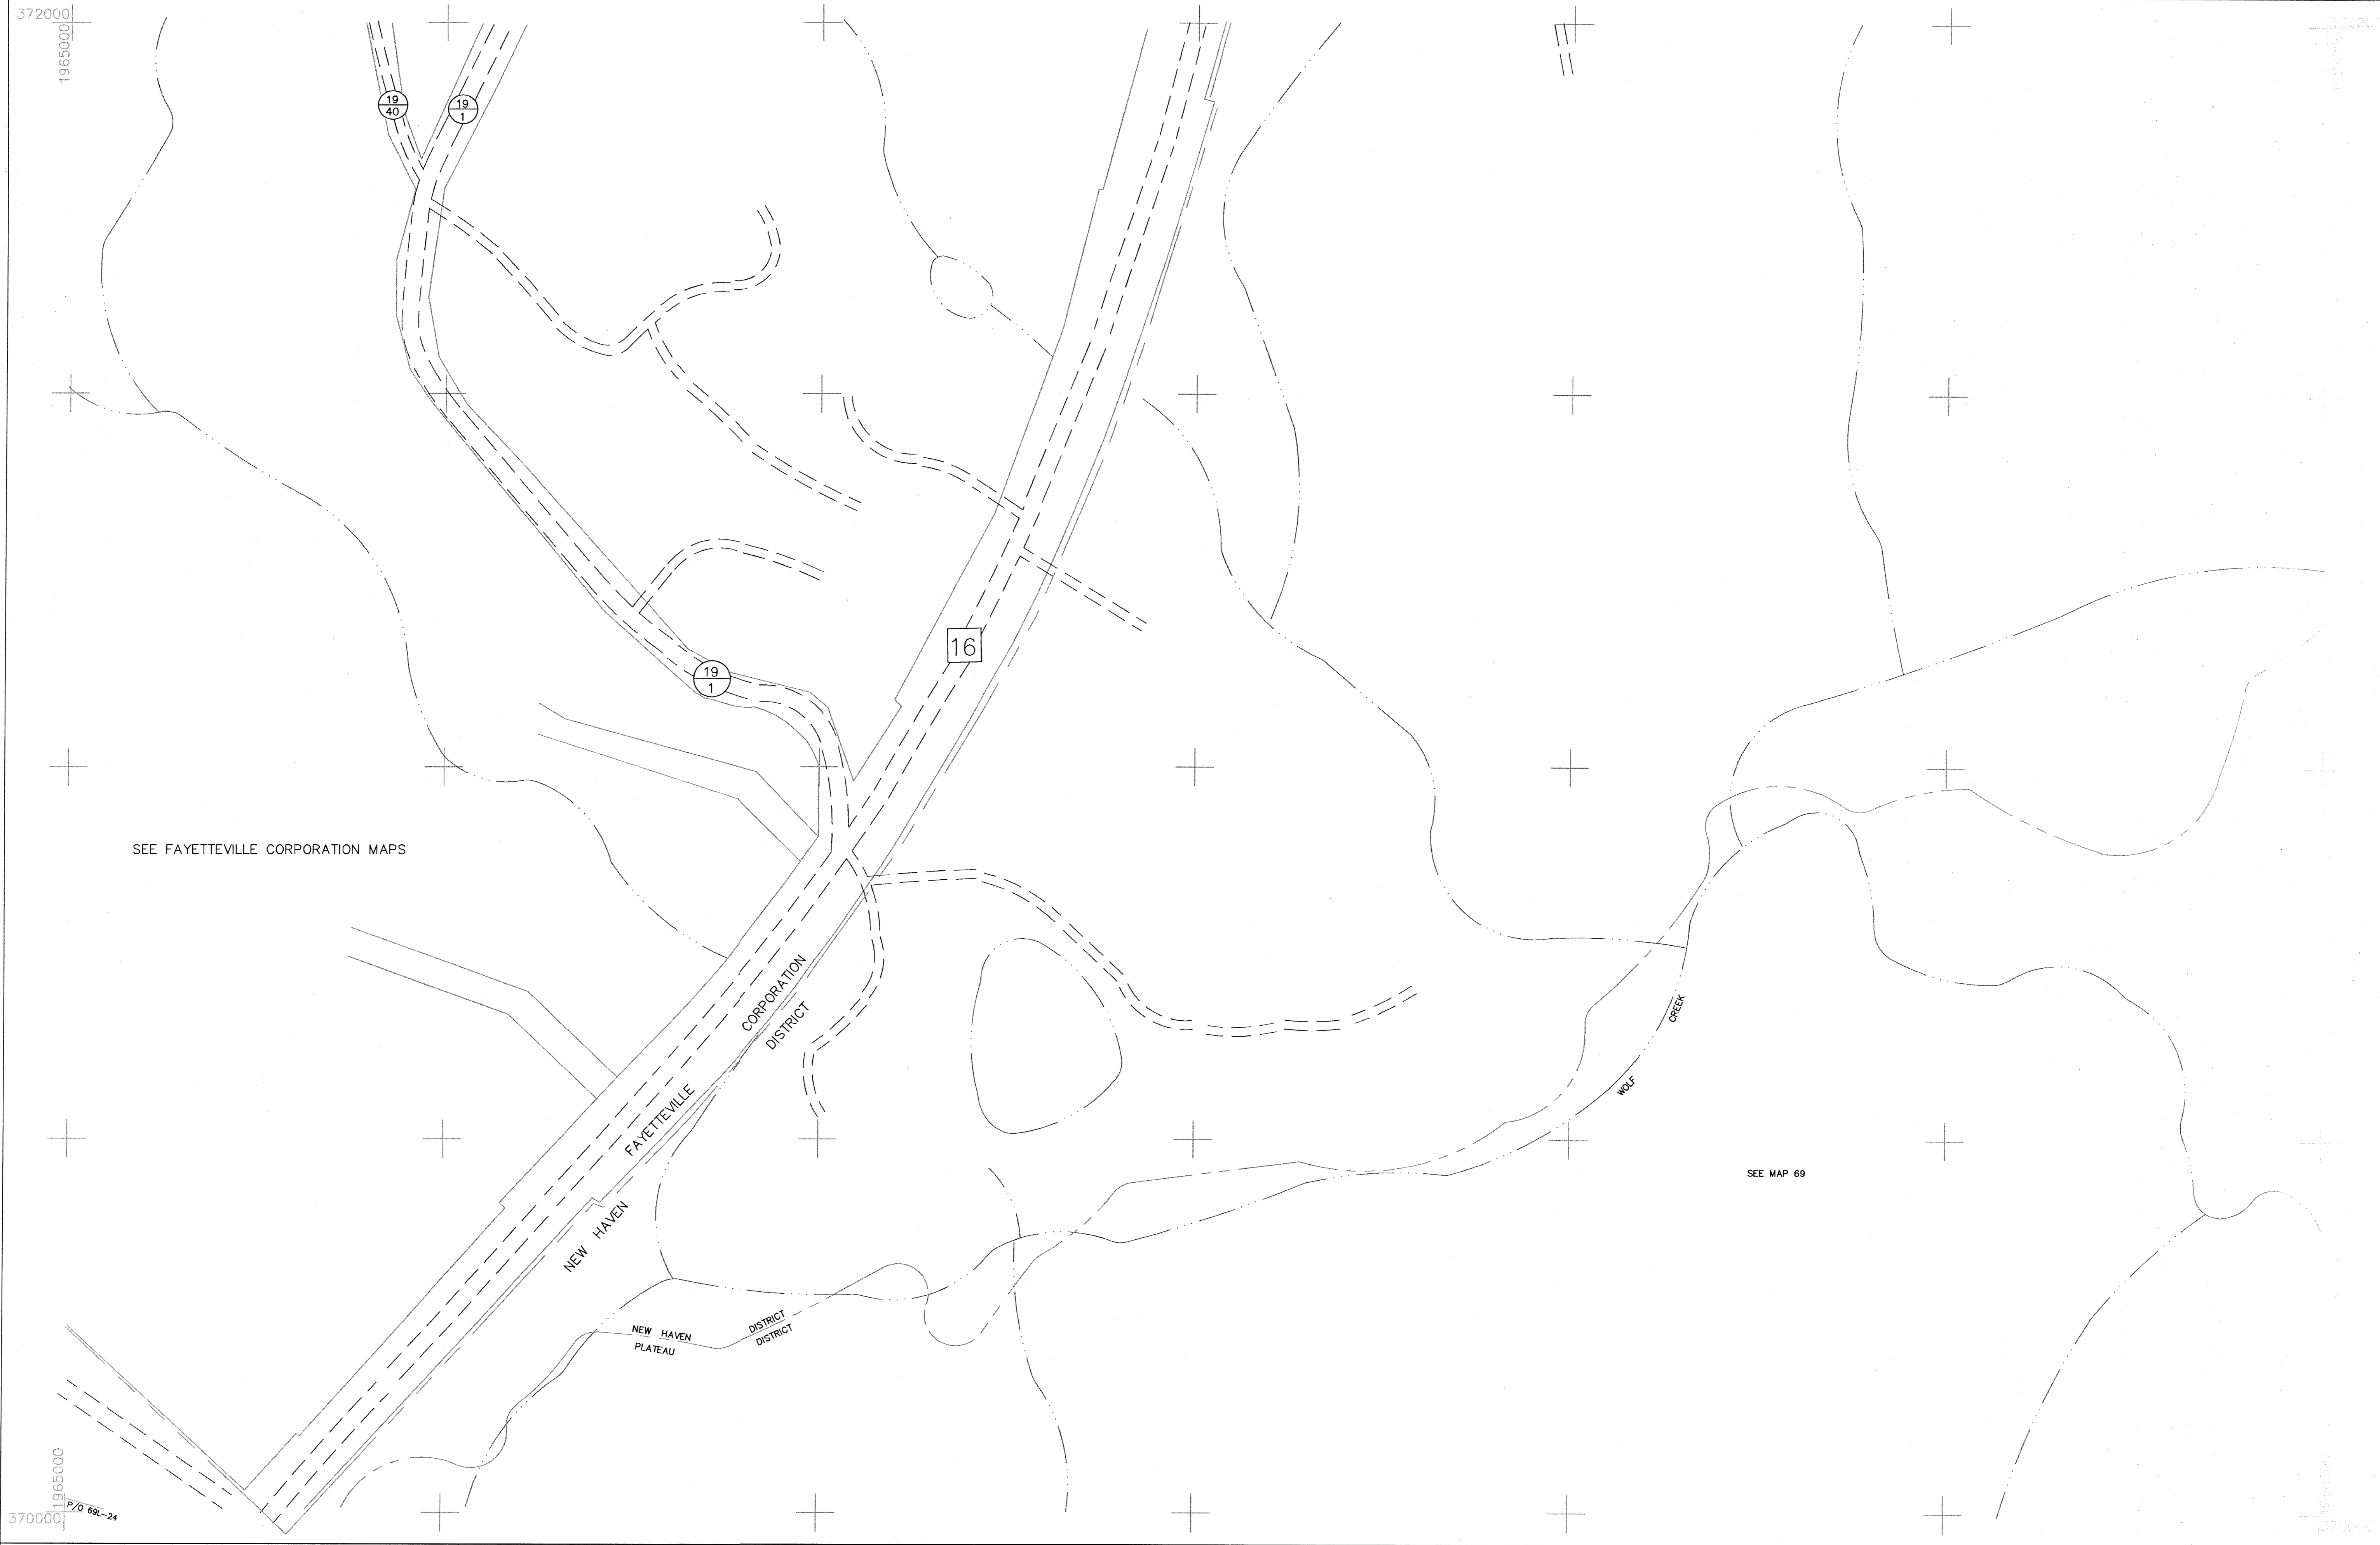 372000
1965000
19
40
19
1
16
19
1
SEE FAYETTEVILLE CORPORATION MAPS
FAYETTEVILLE CORPORATION
NEW HAVEN DISTRICT
WOLF CREEK
SEE MAP 69
NEW HAVEN DISTRICT
PLATEAU DISTRICT
1965000
370000
P/O 69L-24